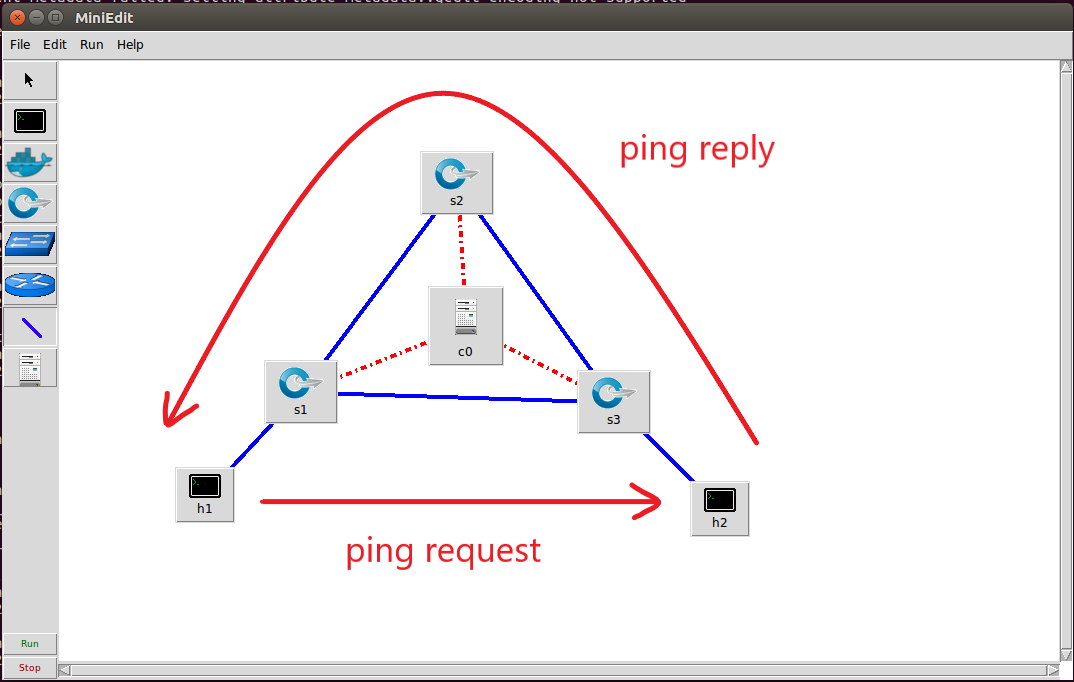 MiniEdit
File Edit Run Help
ping reply
s2
c0
s1
s3
h1
h2
ping request
Run
Stop